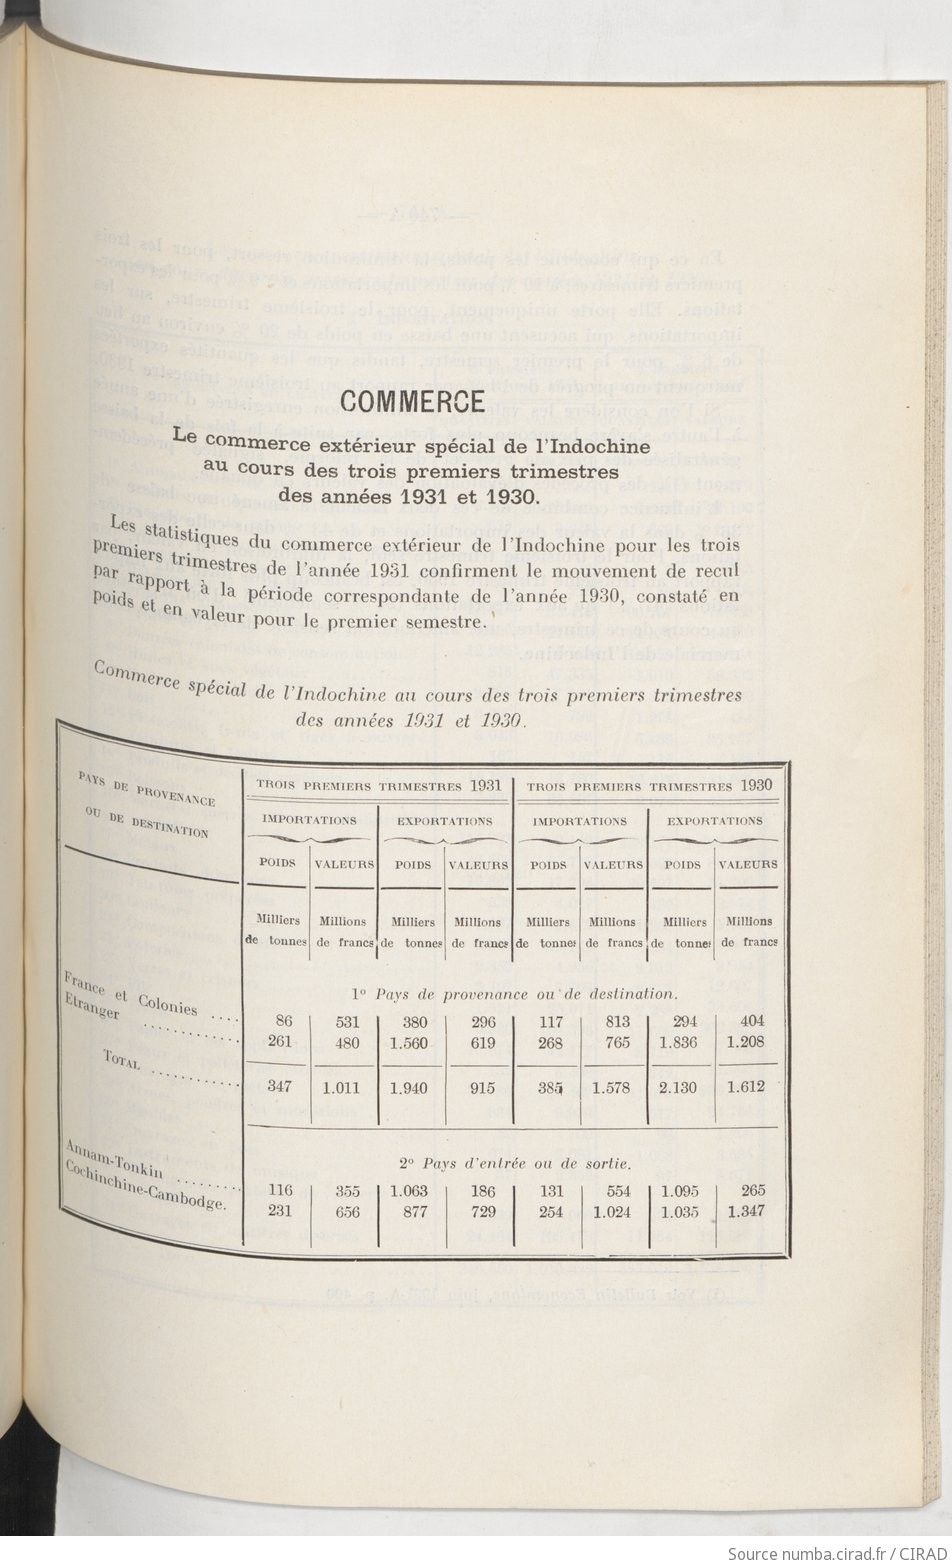 COMMERCE
Le commerce extérieur spécial de l'Indochine
au cours des trois premiers trimestres
des années 1931 et 1930.
Les statistiques du commerce extérieur de l'Indochine pour les trois
premiers trimestres de l'année 1931 confirment le mouvement de recul
par rapport à la période correspondante de l'année 1930, constaté en
poids et en valeur pour le premier semestre.
Commerce spécial de l'Indochine au cours des trois premiers trimestres
des années 1931 et 1930.
PAYS DE PROVENANCE
OU DE DESTINATION
TROIS PREMIERS TRIMESTRES 1931 TROIS PREMIERS TRIMESTRES 1930
IMPORTATIONS EXPORTATIONS IMPORTATIONS EXPORTATIONS
POIDS VALEURS POIDS VALEURS POIDS VALEURS POIDS VALEURS
Milliers Millions Milliers Millions Milliers Millions Milliers Millions
de tonnes de francs de tonnes de francs de tonnes de francs de tonnes de francs
1º Pays de provenance ou de destination.
France et Colonies .... 86 531 380 296 117 813 294 404
Etranger ............. 261 480 1.560 619 268 765 1.836 1.208
TOTAL ............ 347 1.011 1.940 915 385 1.578 2.130 1.612
2º Pays d'entrée ou de sortie.
Annam-Tonkin ......... 116 355 1.063 186 131 554 1.095 265
Cochinchine-Cambodge. 231 656 877 729 254 1.024 1.035 1.347
Source numba.cirad.fr / CIRAD